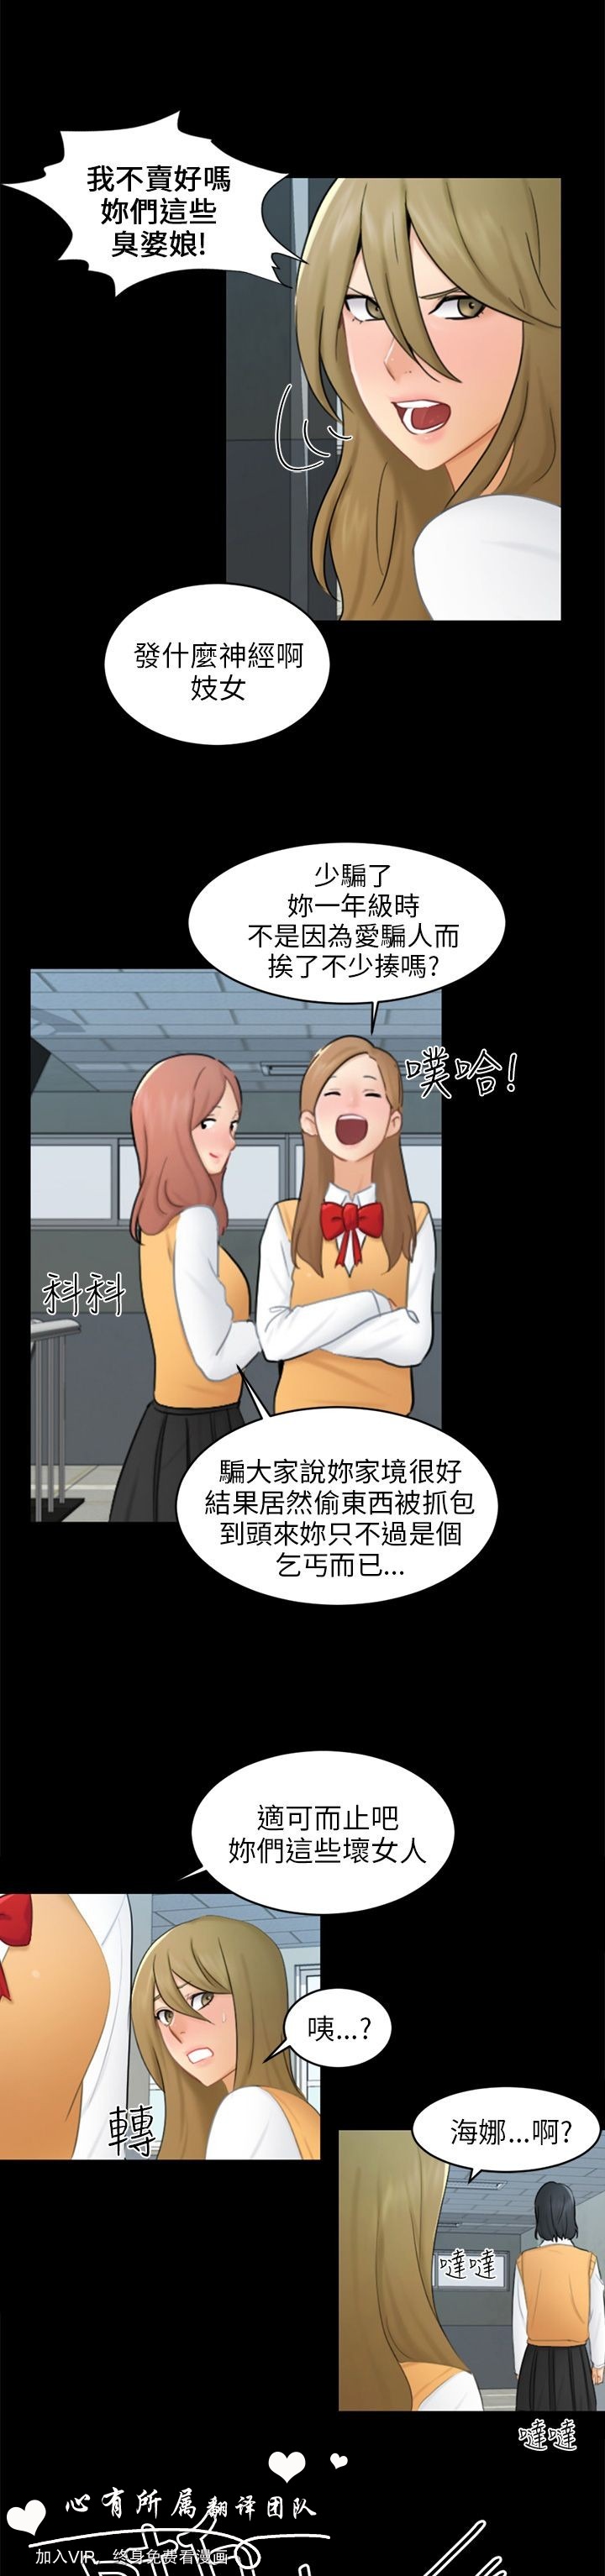 我不賣好嗎
妳們這些
臭婆娘!
發什麼神經啊
妓女
少騙了
妳一年級時
不是因為愛騙人而
挨了不少揍嗎?
噗哈!
科科
騙大家說妳家境很好
結果居然偷東西被抓包
到頭來妳只不過是個
乞丐而已...
適可而止吧
妳們這些壞女人
咦...?
轉
海娜...啊?
噠噠
噠噠
心有所属翻译团队
加入VIP，终身免费看漫画